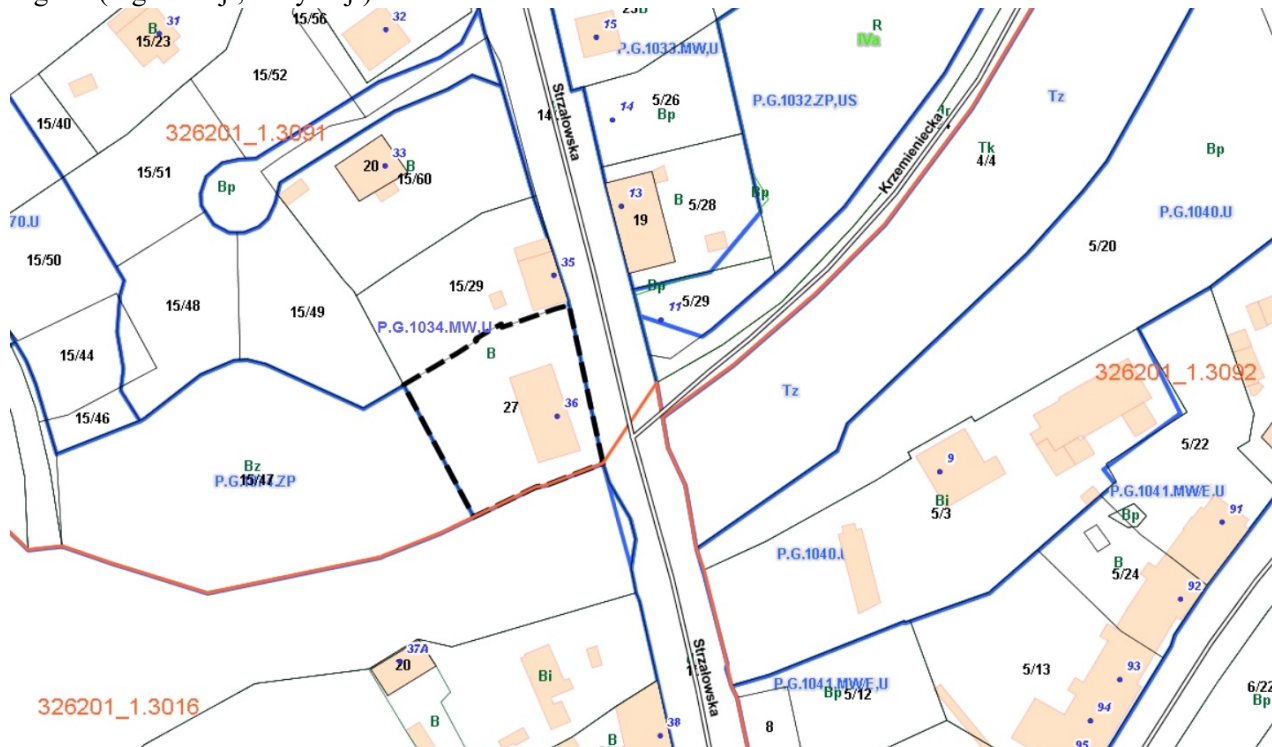 31
B
15/23
15/56
32
15
P.G.1033.MW,U
R
IVa
15/52
Strzałowska
14
5/26
Bp
P.G.1032.ZP,US
Tz
15/40
326201_1.3091
33
20
B
15/60
Krzemieniecka
Tk
4/4
Bp
15/51
Bp
13
19
B
5/28
Bp
70.U
P.G.1040.U
15/50
5/20
35
15/29
Bp
5/29
11
15/48
15/49
P.G.1034.MW,U
B
15/44
27
36
Tz
326201_1.3092
15/46
5/22
Bz
15/47
9
Bi
5/3
P.G.1041.MW/E.U
Bp
91
P.G.1040.U
B
5/24
92
37A
20
Bi
Strzałowska
5/13
93
P.G.1041.MW/E,U
Bp
5/12
6/22
Bp
326201_1.3016
B
B
38
8
94
95